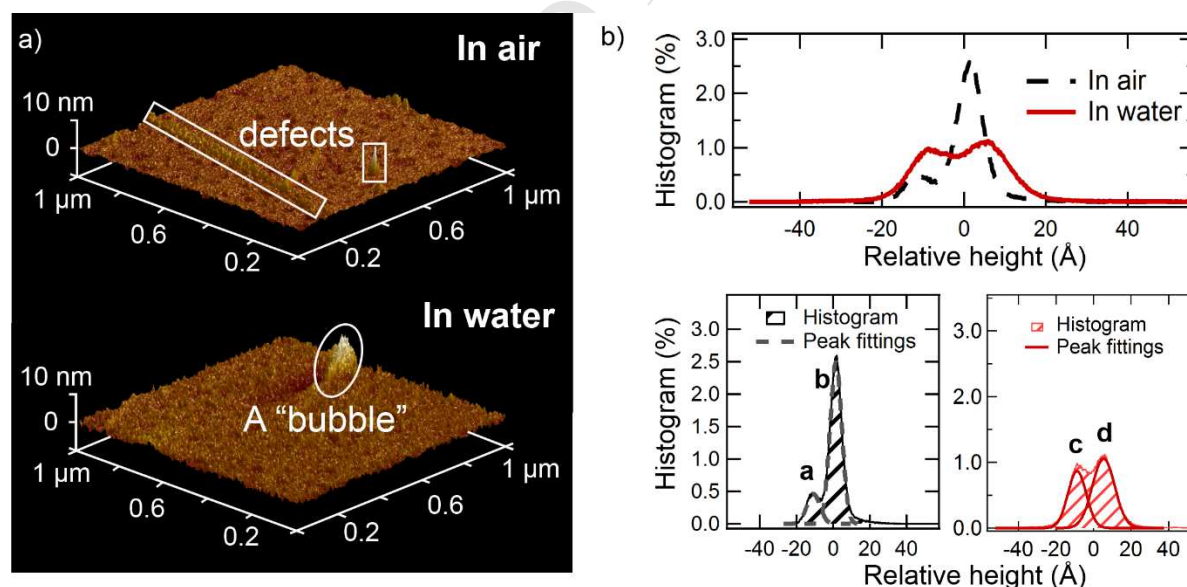 a)
In air
10 nm
0
defects
1 µm
0.6
0.2
0.2
0.6
1 µm
In water
10 nm
0
A “bubble”
1 µm
0.6
0.2
0.2
0.6
1 µm
b)
Histogram (%)
3.0
2.0
1.0
0.0
In air
In water
-40 -20 0 20 40
Relative height (Å)
Histogram (%)
3.0
2.5
2.0
1.5
1.0
0.5
0.0
Histogram
Peak fittings
a
b
-40 -20 0 20 40
Relative height (Å)
3.0
2.0
1.0
0.0
Histogram
Peak fittings
c d
-40 -20 0 20 40
Relative height (Å)